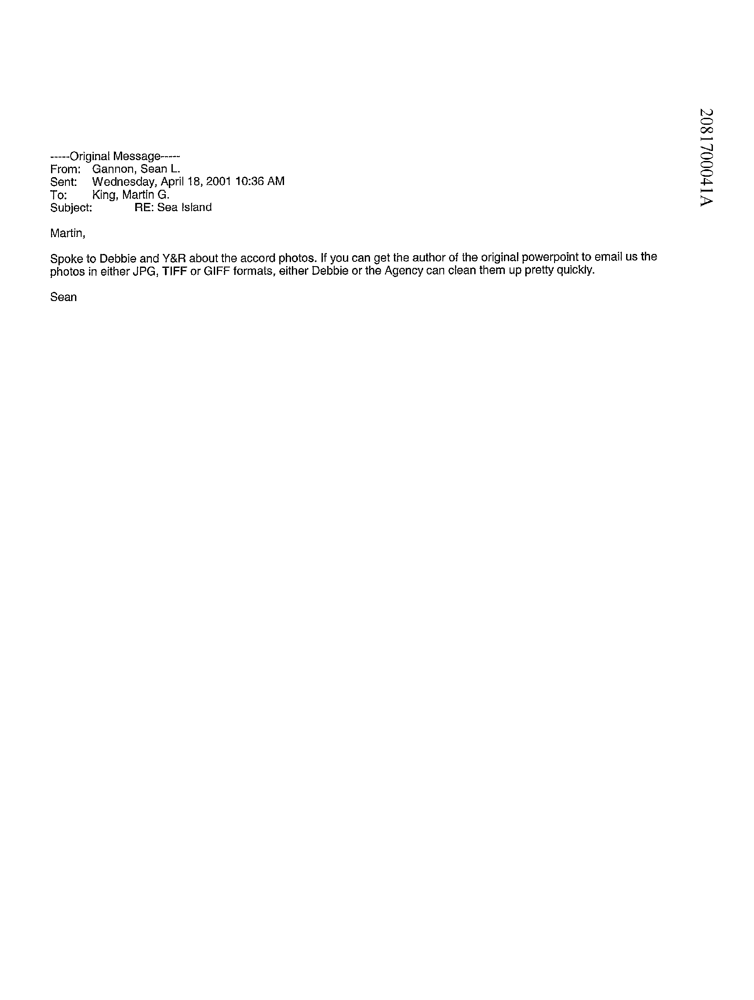 2081700041A
-----Original Message-----
From: Gannon, Sean L.
Sent: Wednesday, April 18, 2001 10:36 AM
To: King, Martin G.
Subject: RE: Sea Island
Martin,
Spoke to Debbie and Y&R about the accord photos. If you can get the author of the original powerpoint to email us the
photos in either JPG, TIFF or GIFF formats, either Debbie or the Agency can clean them up pretty quickly.
Sean